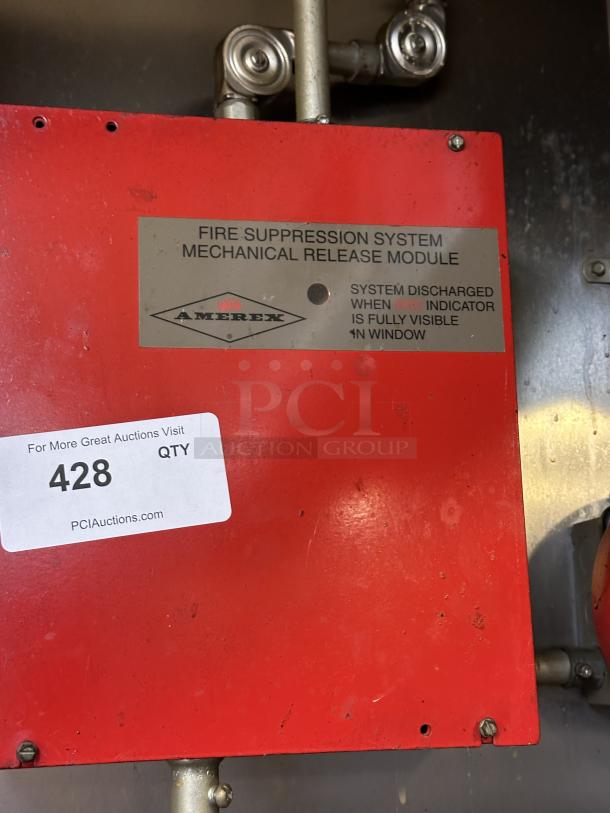 FIRE SUPPRESSION SYSTEM
MECHANICAL RELEASE MODULE
AMEREX
®
SYSTEM DISCHARGED
WHEN RED INDICATOR
IS FULLY VISIBLE
IN WINDOW
PCI
AUCTION GROUP
For More Great Auctions Visit
428 QTY
PCIAuctions.com